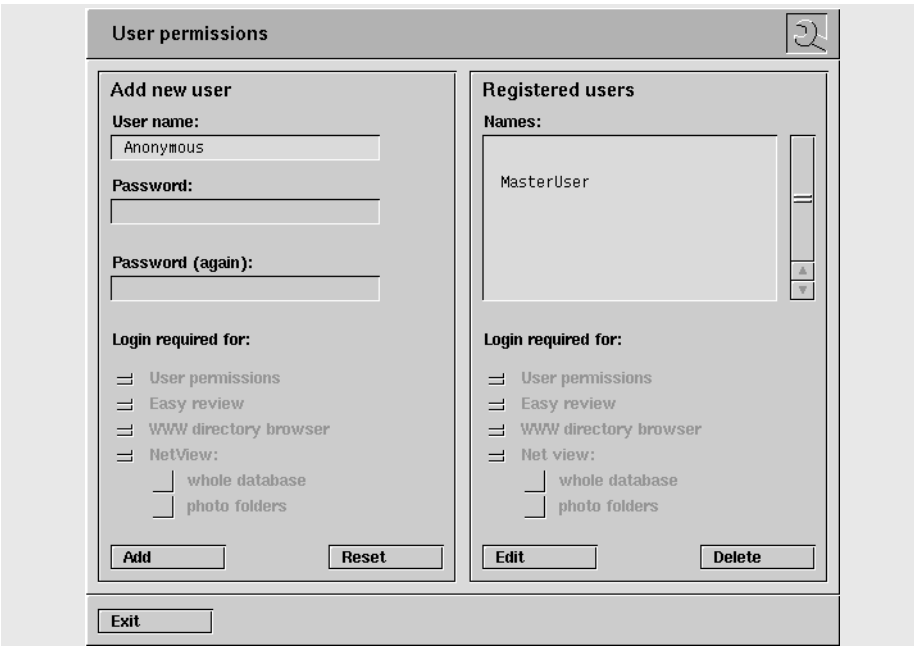 User permissions
Add new user
User name:
Anonymous
Password:
Password (again):
Login required for:
User permissions
Easy review
WWW directory browser
NetView:
whole database
photo folders
Add
Reset
Registered users
Names:
MasterUser
Login required for:
User permissions
Easy review
WWW directory browser
Net view:
whole database
photo folders
Edit
Delete
Exit